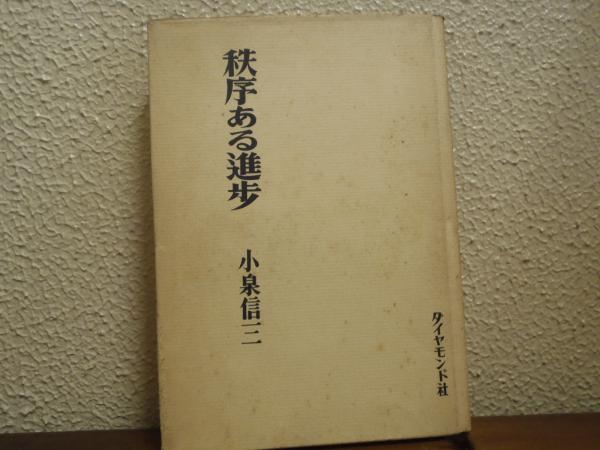 秩序ある進歩
小泉信三
ダイヤモンド社